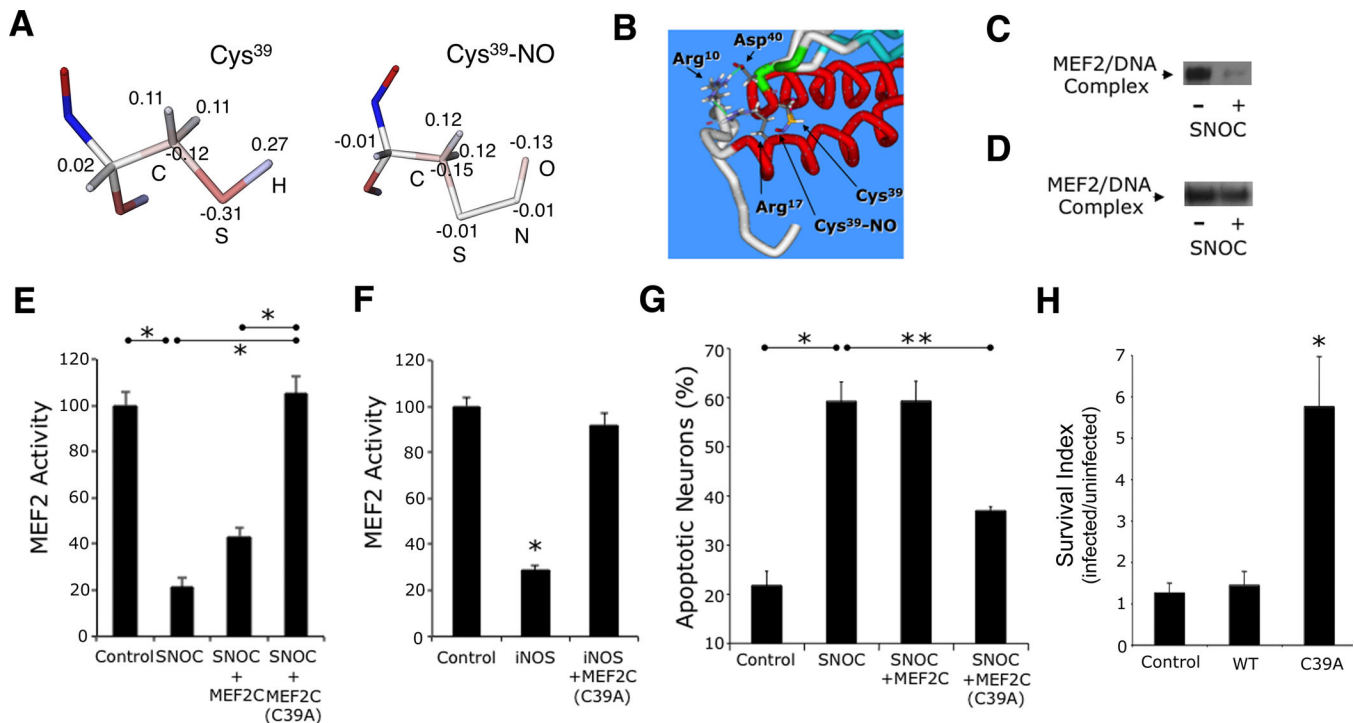 A
Cys³⁹
0.11
0.11
0.27
0.02
-0.12
C
H
-0.31
S
Cys³⁹-NO
0.12
-0.01
0.12
-0.13
-0.15
C
O
-0.01
-0.01
S
N
B
Asp⁴⁰
Arg¹⁰
Cys³⁹
Arg¹⁷
Cys³⁹-NO
C
MEF2/DNA
Complex
- +
SNOC
D
MEF2/DNA
Complex
- +
SNOC
E
*
*
*
MEF2 Activity
120
100
80
60
40
20
0
Control
SNOC
SNOC
+
MEF2C
SNOC
+
MEF2C
(C39A)
F
MEF2 Activity
120
100
80
60
40
20
0
*
Control
iNOS
iNOS
+MEF2C
(C39A)
G
*
**
Apoptotic Neurons (%)
70
60
50
40
30
20
10
Control
SNOC
SNOC
+MEF2C
SNOC
+MEF2C
(C39A)
H
*
Survival Index
(infected/uninfected)
7
6
5
4
3
2
1
0
Control
WT
C39A